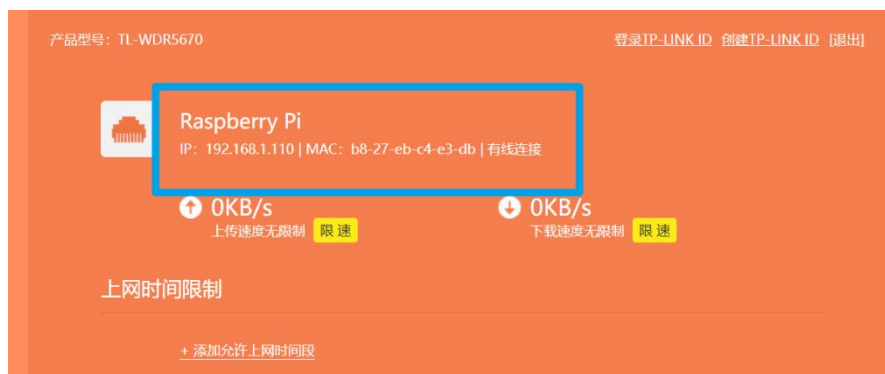 产品型号：TL-WDR5670 登录TP-LINK ID 创建TP-LINK ID [退出]
Raspberry Pi
IP：192.168.1.110 | MAC：b8-27-eb-c4-e3-db | 有线连接
0KB/s 0KB/s
上传速度无限制 限速 下载速度无限制 限速
上网时间限制
+ 添加允许上网时间段